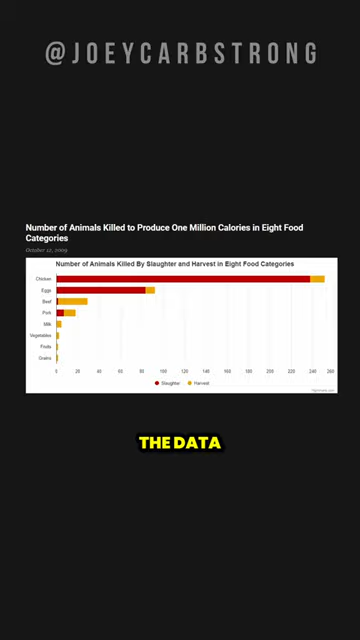 @JOEYCARBSTRONG
Number of Animals Killed to Produce One Million Calories in Eight Food
Categories
October 12, 2009
Number of Animals Killed By Slaughter and Harvest in Eight Food Categories
Chicken
Eggs
Beef
Pork
Milk
Vegetables
Fruits
Grains
0 20 40 60 80 100 120 140 160 180 200 220 240 260
Slaughter Harvest
THE DATA